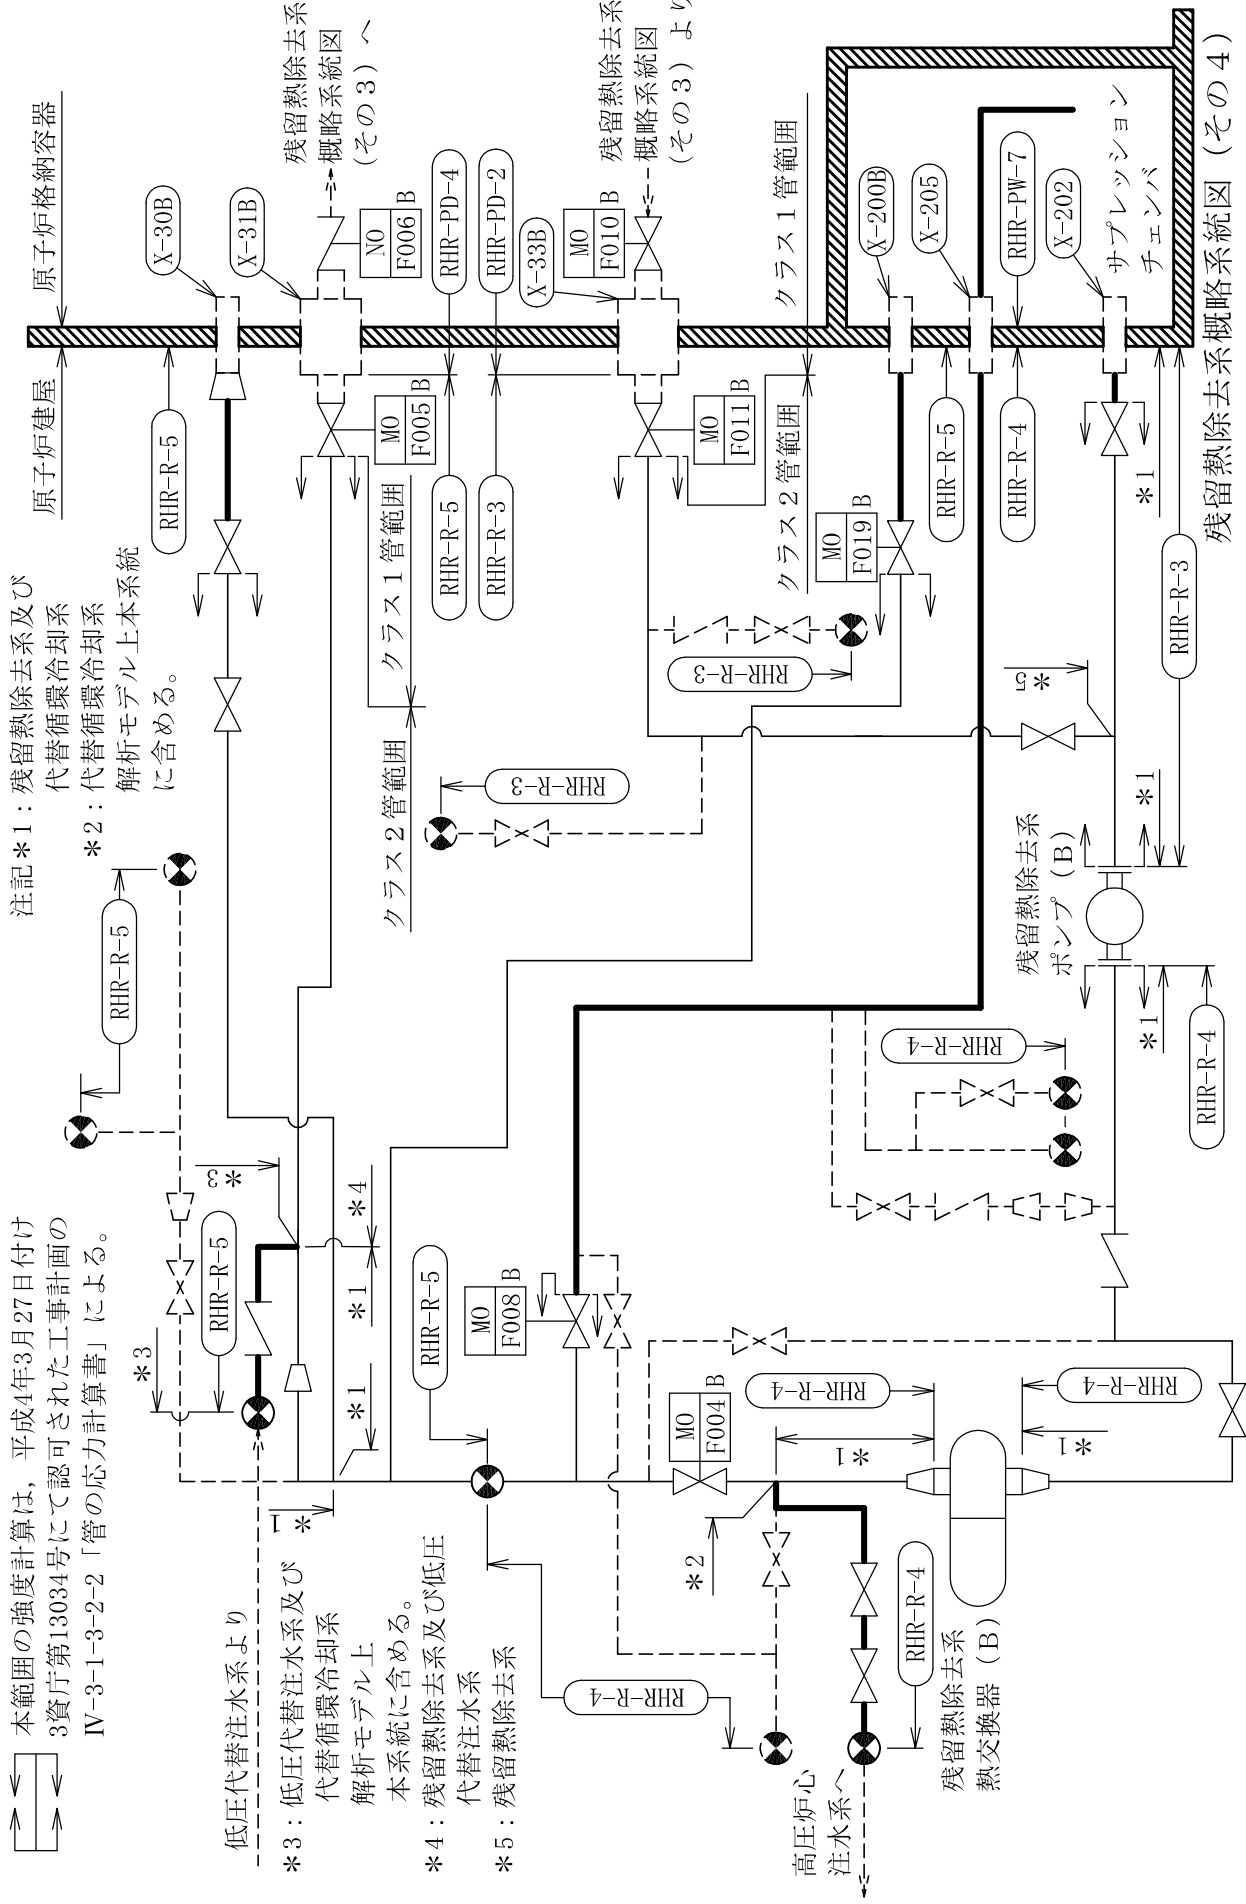 本範囲の強度計算は，平成4年3月27日付け
3資庁第13034号にて認可された工事計画の
Ⅳ-3-1-3-2-2「管の応力計算書」による。
注記＊1：残留熱除去系及び
代替循環冷却系
＊2：代替循環冷却系
解析モデル上本系統
に含める。
原子炉建屋
原子炉格納容器
RHR-R-5
X-30B
X-31B
残留熱除去系
概略系統図
(その3) へ
NO
F006
B
MO
F005
B
RHR-R-5
RHR-PD-4
RHR-R-3
RHR-PD-2
クラス2管範囲
クラス1管範囲
X-33B
残留熱除去系
概略系統図
(その3) より
MO
F010
B
MO
F011
B
クラス2管範囲
クラス1管範囲
RHR-R-5
＊3
＊3
RHR-R-5
＊4
＊1
＊1
＊1
低圧代替注水系より
＊3：低圧代替注水系及び
代替循環冷却系
解析モデル上
本系統に含める。
＊4：残留熱除去系及び低圧
代替注水系
＊5：残留熱除去系
RHR-R-5
RHR-R-4
MO
F008
B
RHR-R-3
RHR-R-3
MO
F019
B
X-200B
RHR-R-5
X-205
RHR-R-4
RHR-PW-7
X-202
サプレッション
チェンバ
MO
F004
B
＊2
＊1
RHR-R-4
RHR-R-4
＊1
RHR-R-4
＊5
残留熱除去系
ポンプ (B)
＊1
＊1
＊1
RHR-R-4
RHR-R-3
高圧炉心
注水系へ
RHR-R-4
残留熱除去系
熱交換器 (B)
残留熱除去系概略系統図 (その4)